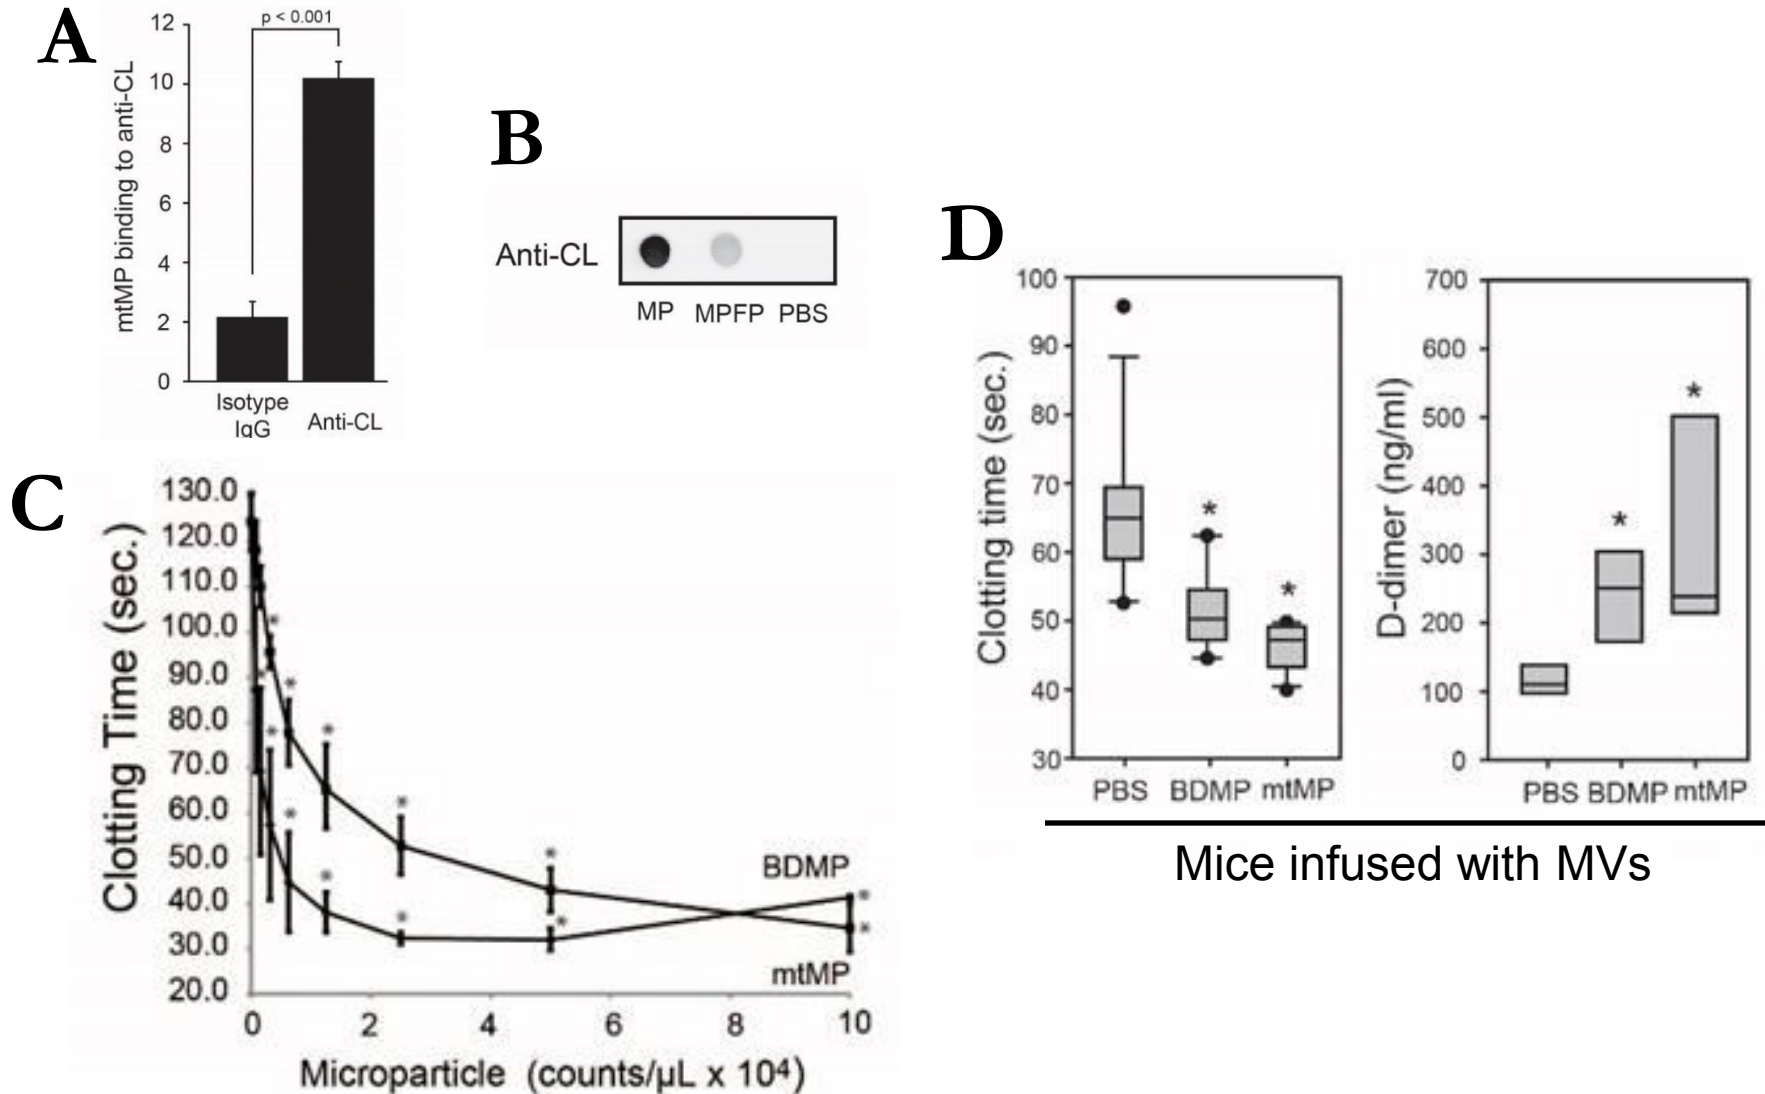 A
p < 0.001
mtMP binding to anti-CL
12
10
8
6
4
2
0
Isotype
IgG
Anti-CL
B
Anti-CL
MP MPFP PBS
C
Clotting Time (sec.)
130.0
120.0
110.0
100.0
90.0
80.0
70.0
60.0
50.0
40.0
30.0
20.0
* * * * * * *
* * * * * * *
BDMP
mtMP
0 2 4 6 8 10
Microparticle (counts/µL x 10⁴)
D
Clotting time (sec.)
100
90
80
70
60
50
40
30
*
*
PBS BDMP mtMP
D-dimer (ng/ml)
700
600
500
400
300
200
100
0
*
*
PBS BDMP mtMP
Mice infused with MVs